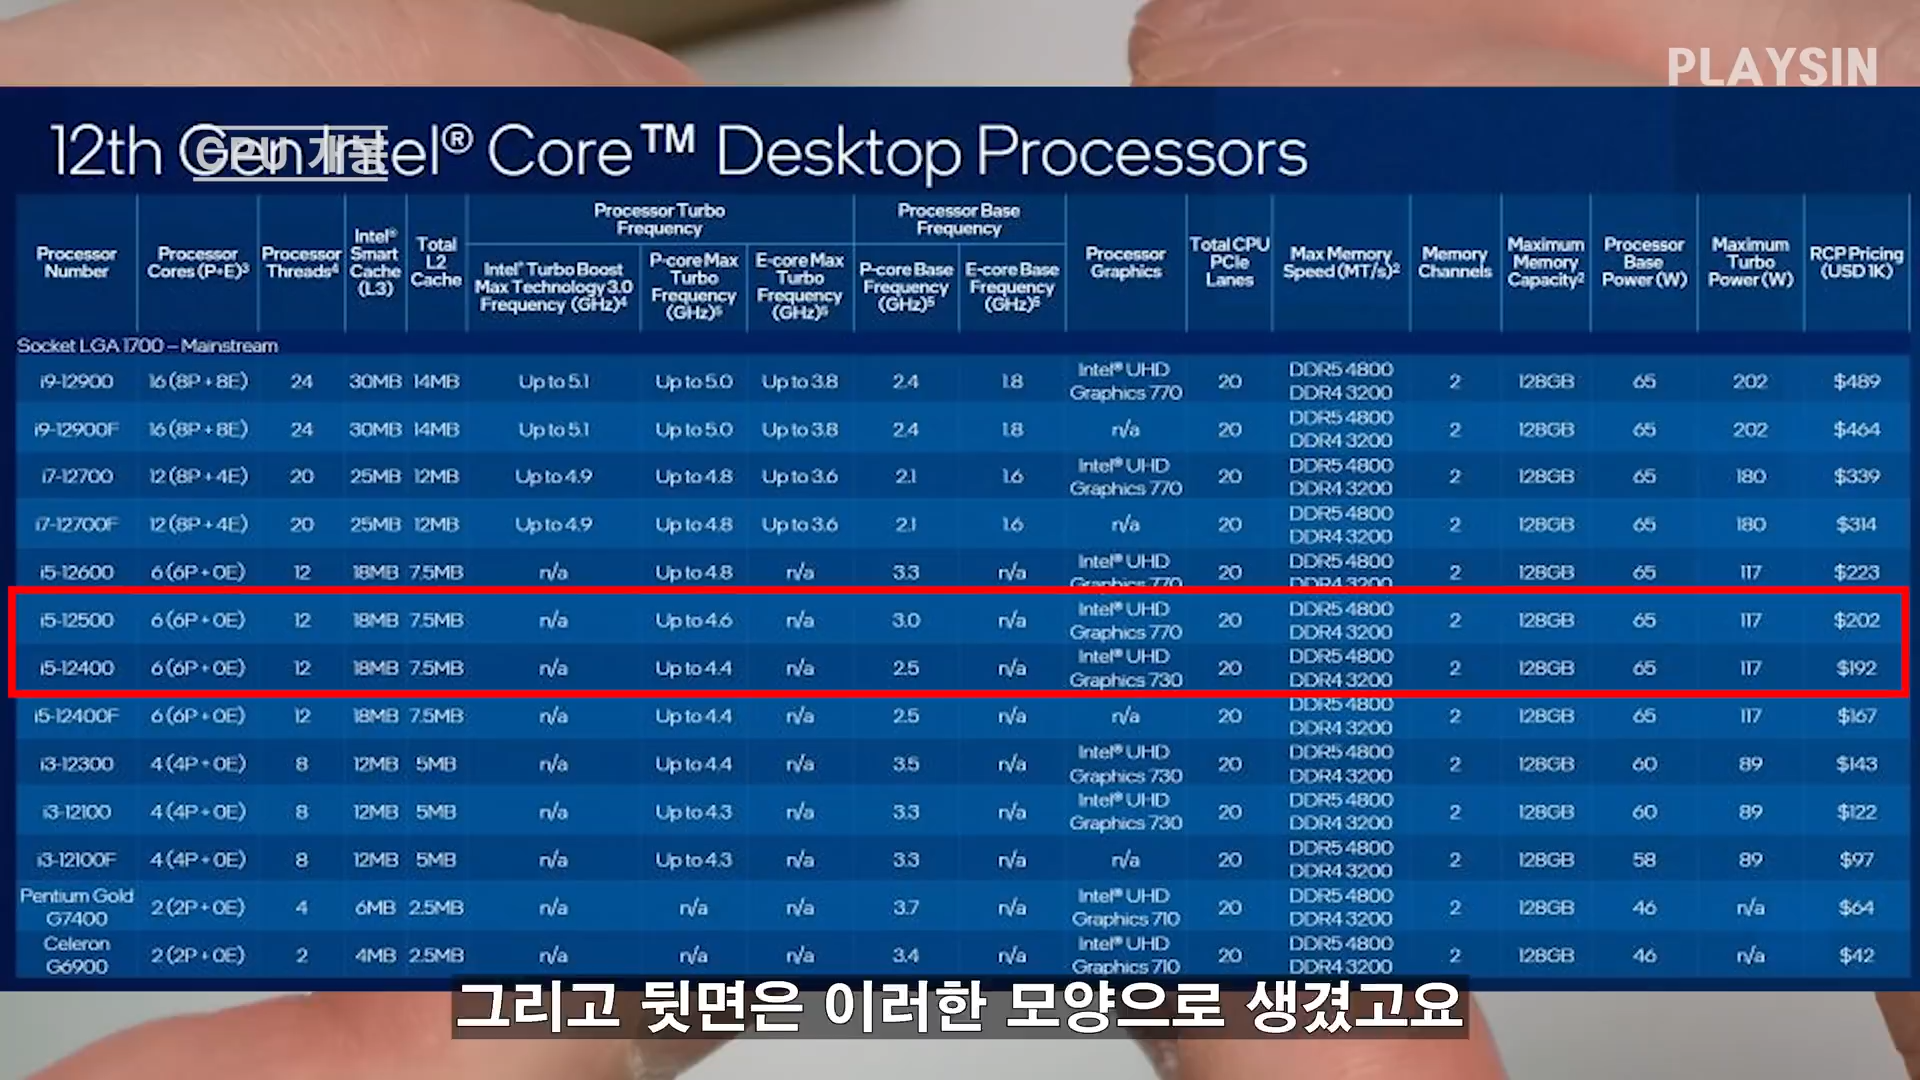 PLAYSIN
12th Gen Intel® Core™ Desktop Processors
CPU 개봉
Processor Number
Processor Cores (P+E)³
Processor Threads⁴
Intel® Smart Cache (L3)
Total L2 Cache
Processor Turbo Frequency
Intel® Turbo Boost Max Technology 3.0 Frequency (GHz)⁴
P-core Max Turbo Frequency (GHz)⁵
E-core Max Turbo Frequency (GHz)⁵
Processor Base Frequency
P-core Base Frequency (GHz)⁵
E-core Base Frequency (GHz)⁵
Processor Graphics
Total CPU PCIe Lanes
Max Memory Speed (MT/s)²
Memory Channels
Maximum Memory Capacity²
Processor Base Power (W)
Maximum Turbo Power (W)
RCP Pricing (USD 1K)
Socket LGA 1700 – Mainstream
i9-12900 16 (8P + 8E) 24 30MB 14MB Up to 5.1 Up to 5.0 Up to 3.8 2.4 1.8 Intel® UHD Graphics 770 20 DDR5 4800 DDR4 3200 2 128GB 65 202 $489
i9-12900F 16 (8P + 8E) 24 30MB 14MB Up to 5.1 Up to 5.0 Up to 3.8 2.4 1.8 n/a 20 DDR5 4800 DDR4 3200 2 128GB 65 202 $464
i7-12700 12 (8P + 4E) 20 25MB 12MB Up to 4.9 Up to 4.8 Up to 3.6 2.1 1.6 Intel® UHD Graphics 770 20 DDR5 4800 DDR4 3200 2 128GB 65 180 $339
i7-12700F 12 (8P + 4E) 20 25MB 12MB Up to 4.9 Up to 4.8 Up to 3.6 2.1 1.6 n/a 20 DDR5 4800 DDR4 3200 2 128GB 65 180 $314
i5-12600 6 (6P + 0E) 12 18MB 7.5MB n/a Up to 4.8 n/a 3.3 n/a Intel® UHD Graphics 770 20 DDR5 4800 DDR4 3200 2 128GB 65 117 $223
i5-12500 6 (6P + 0E) 12 18MB 7.5MB n/a Up to 4.6 n/a 3.0 n/a Intel® UHD Graphics 770 20 DDR5 4800 DDR4 3200 2 128GB 65 117 $202
i5-12400 6 (6P + 0E) 12 18MB 7.5MB n/a Up to 4.4 n/a 2.5 n/a Intel® UHD Graphics 730 20 DDR5 4800 DDR4 3200 2 128GB 65 117 $192
i5-12400F 6 (6P + 0E) 12 18MB 7.5MB n/a Up to 4.4 n/a 2.5 n/a n/a 20 DDR5 4800 DDR4 3200 2 128GB 65 117 $167
i3-12300 4 (4P + 0E) 8 12MB 5MB n/a Up to 4.4 n/a 3.5 n/a Intel® UHD Graphics 730 20 DDR5 4800 DDR4 3200 2 128GB 60 89 $143
i3-12100 4 (4P + 0E) 8 12MB 5MB n/a Up to 4.3 n/a 3.3 n/a Intel® UHD Graphics 730 20 DDR5 4800 DDR4 3200 2 128GB 60 89 $122
i3-12100F 4 (4P + 0E) 8 12MB 5MB n/a Up to 4.3 n/a 3.3 n/a n/a 20 DDR5 4800 DDR4 3200 2 128GB 58 89 $97
Pentium Gold G7400 2 (2P + 0E) 4 6MB 2.5MB n/a n/a n/a 3.7 n/a Intel® UHD Graphics 710 20 DDR5 4800 DDR4 3200 2 128GB 46 n/a $64
Celeron G6900 2 (2P + 0E) 2 4MB 2.5MB n/a n/a n/a 3.4 n/a Intel® UHD Graphics 710 20 DDR5 4800 DDR4 3200 2 128GB 46 n/a $42
그리고 뒷면은 이러한 모양으로 생겼고요